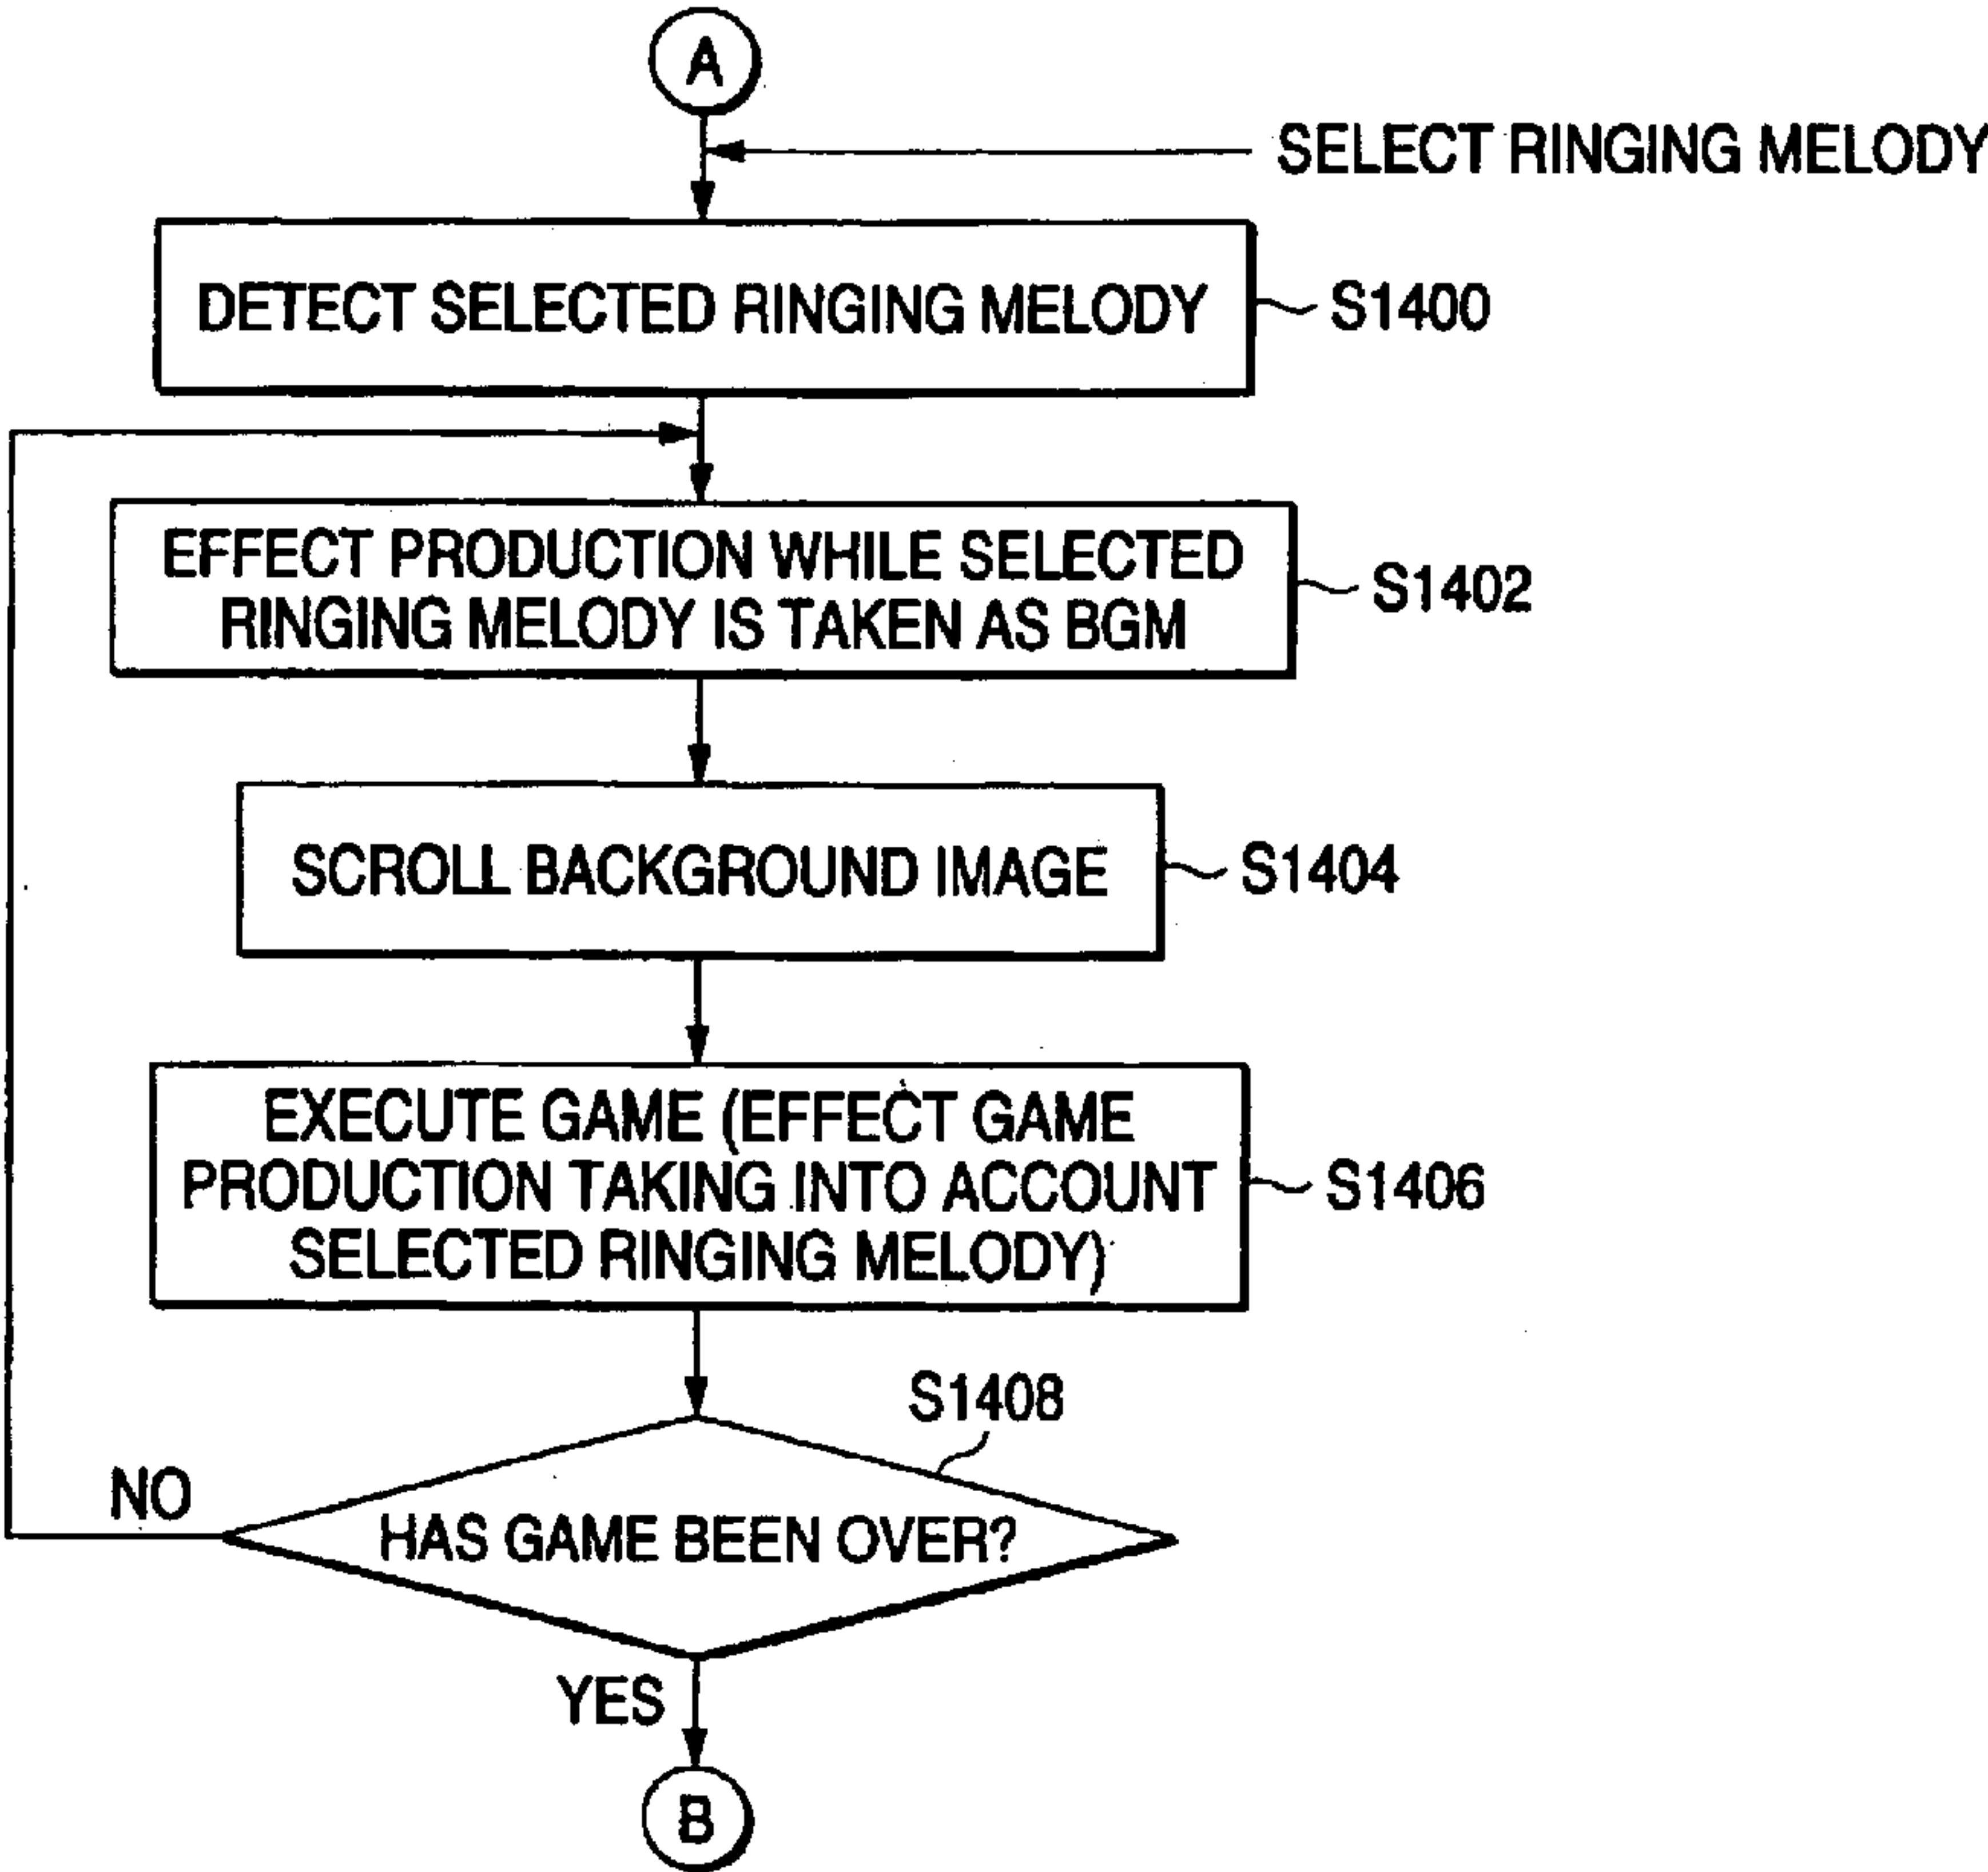 A
SELECT RINGING MELODY
DETECT SELECTED RINGING MELODY
S1400
EFFECT PRODUCTION WHILE SELECTED
RINGING MELODY IS TAKEN AS BGM
S1402
SCROLL BACKGROUND IMAGE
S1404
EXECUTE GAME (EFFECT GAME
PRODUCTION TAKING INTO ACCOUNT
SELECTED RINGING MELODY)
S1406
S1408
NO
HAS GAME BEEN OVER?
YES
B